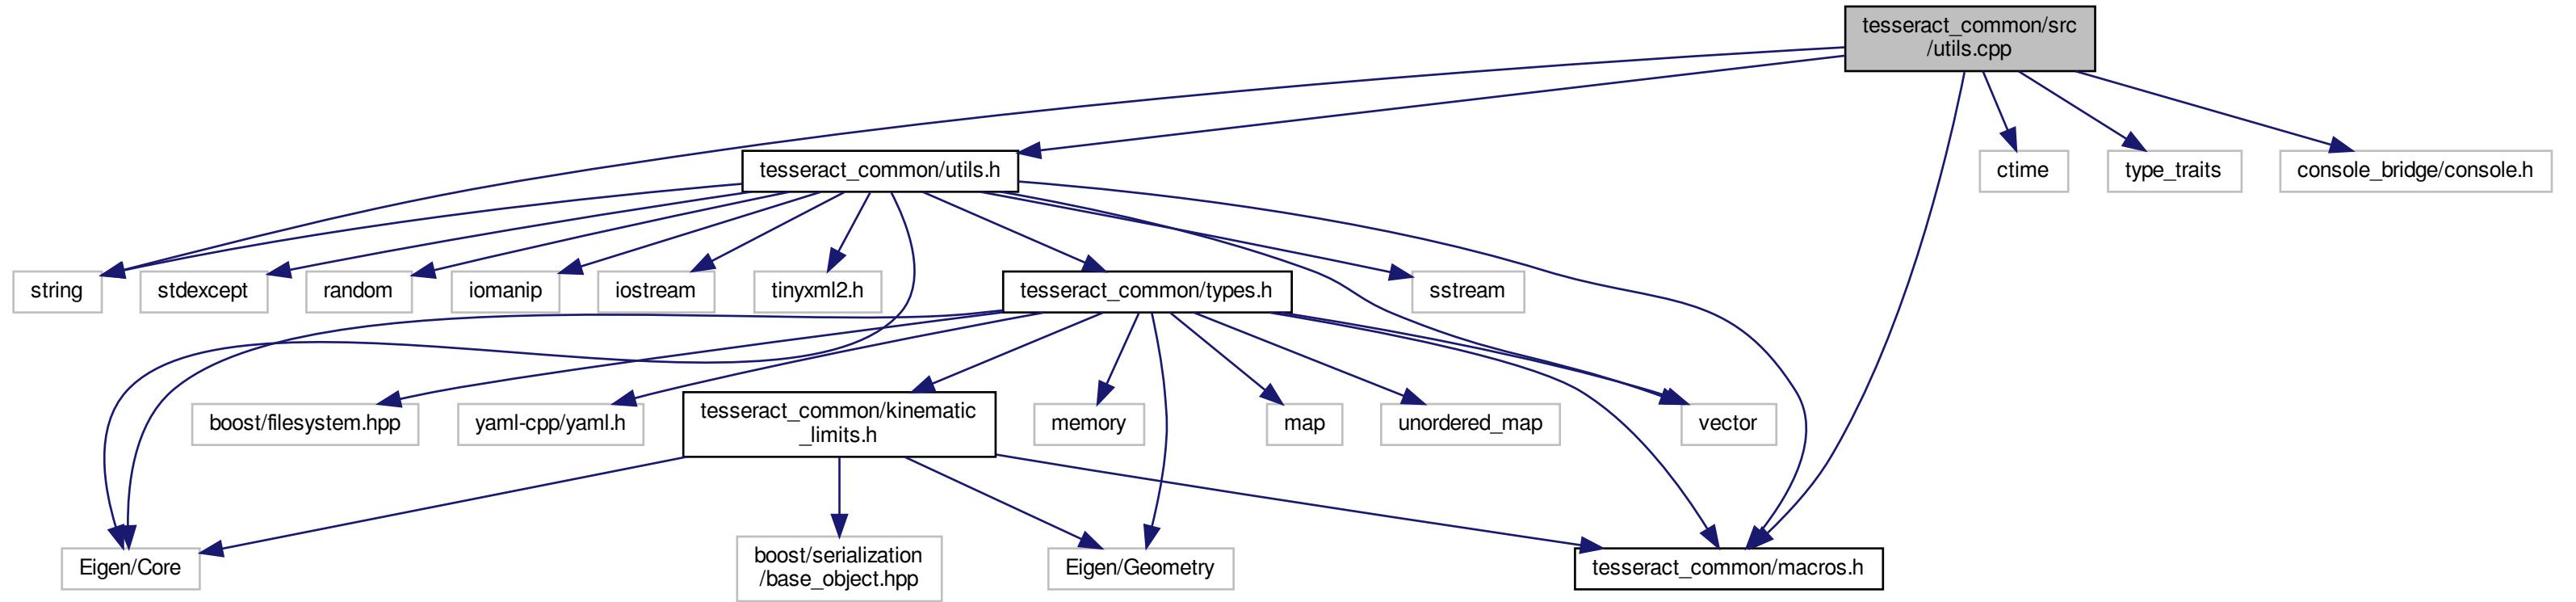 tesseract_common/src
/utils.cpp
tesseract_common/utils.h
ctime
type_traits
console_bridge/console.h
string
stdexcept
random
iomanip
iostream
tinyxml2.h
tesseract_common/types.h
sstream
boost/filesystem.hpp
yaml-cpp/yaml.h
tesseract_common/kinematic
_limits.h
memory
map
unordered_map
vector
Eigen/Core
boost/serialization
/base_object.hpp
Eigen/Geometry
tesseract_common/macros.h